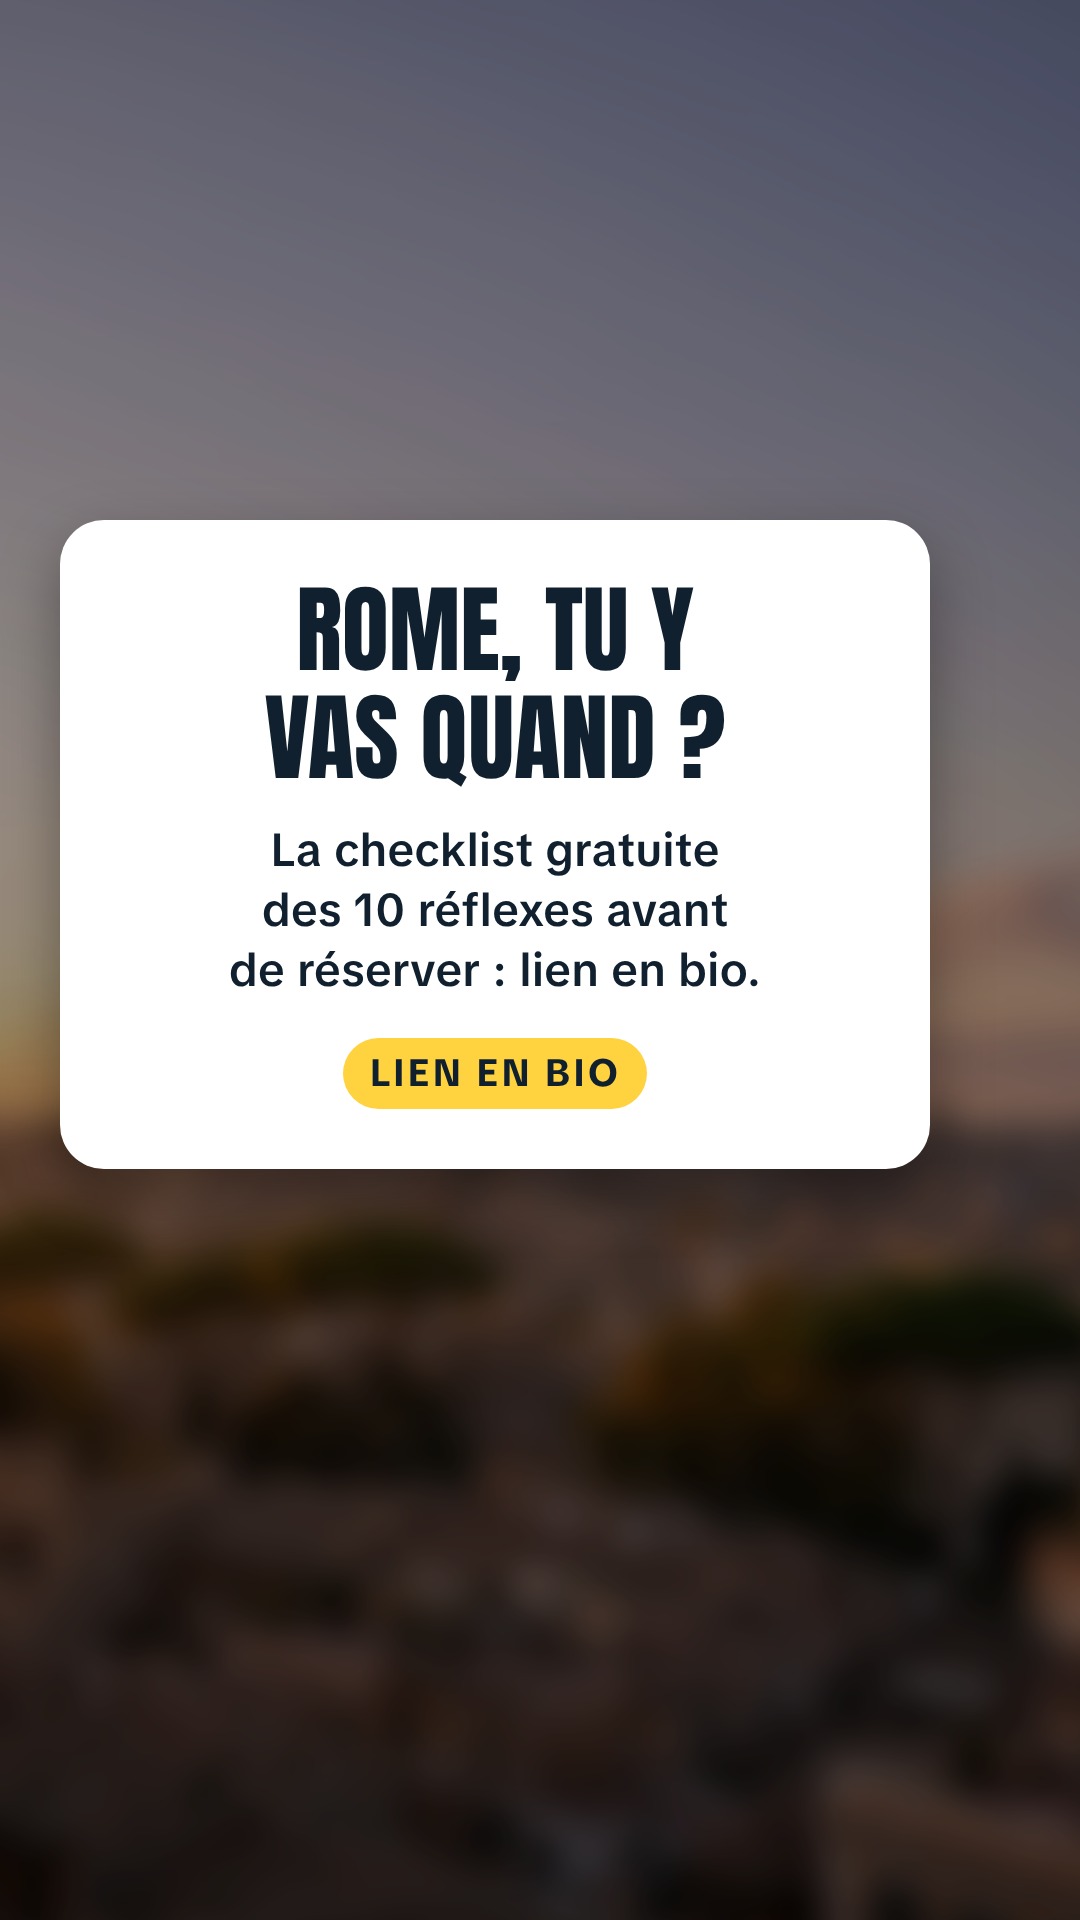 ROME, TU Y
VAS QUAND ?
La checklist gratuite
des 10 réflexes avant
de réserver : lien en bio.
LIEN EN BIO